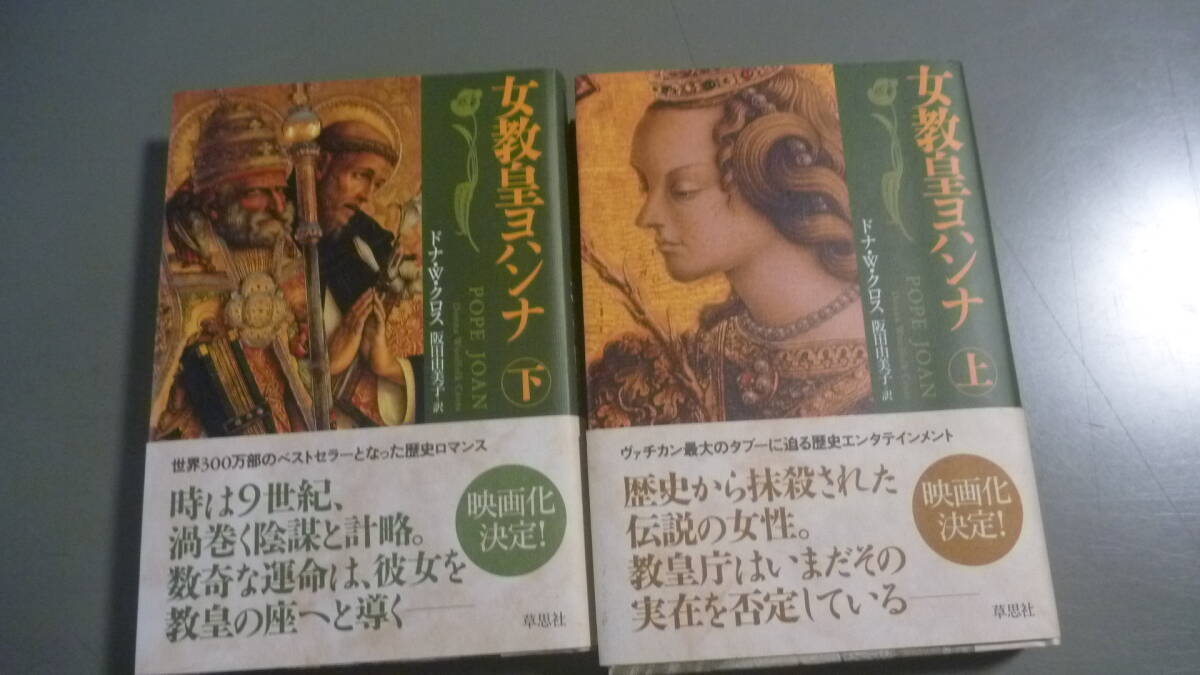 女教皇ヨハンナ 下
ドナ・W・クロス 阪田由美子・訳
POPE JOAN
Donna Woolfolk Cross
世界300万部のベストセラーとなった歴史ロマンス
時は9世紀、
渦巻く陰謀と計略。
数奇な運命は、彼女を
教皇の座へと導く――
映画化
決定!
草思社
女教皇ヨハンナ 上
ドナ・W・クロス 阪田由美子・訳
POPE JOAN
Donna Woolfolk Cross
ヴァチカン最大のタブーに迫る歴史エンタテインメント
歴史から抹殺された
伝説の女性。
教皇庁はいまだその
実在を否定している――
映画化
決定!
草思社